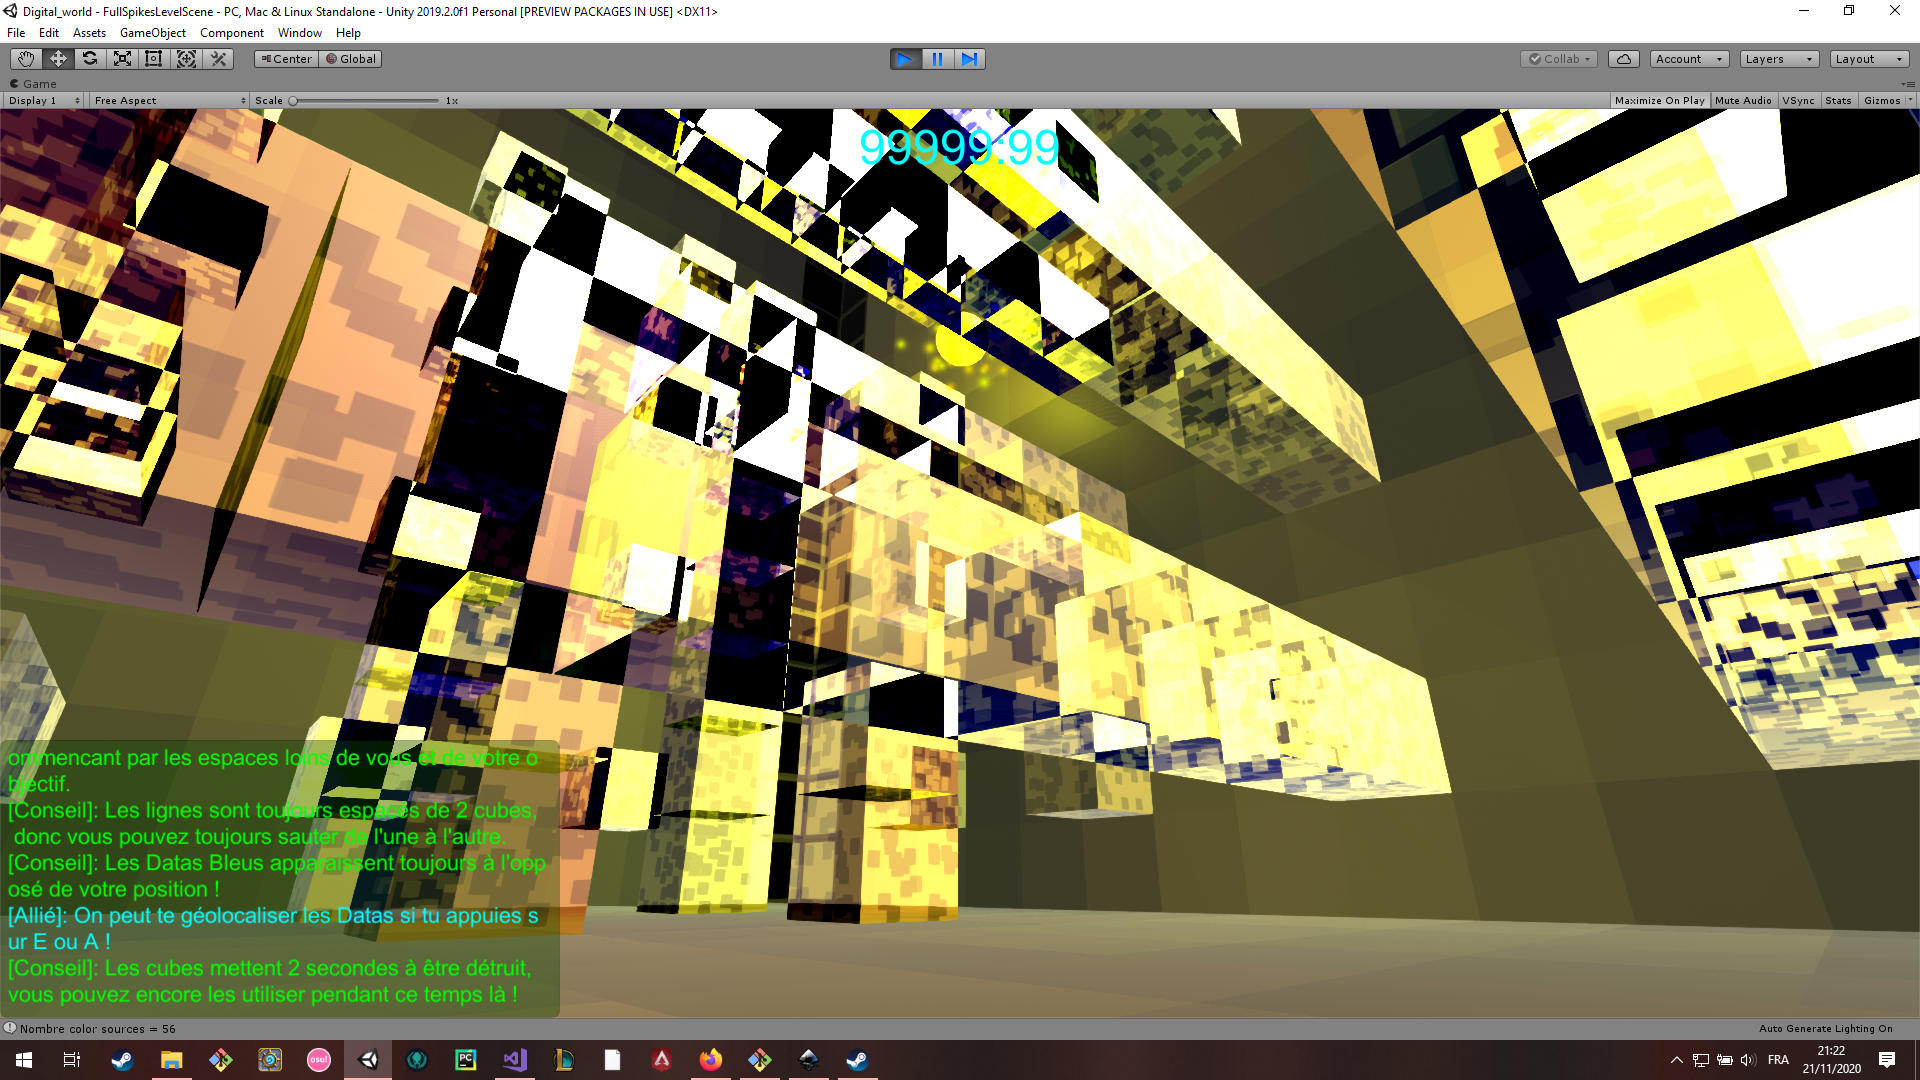 Digital_world - FullSpikesLevelScene - PC, Mac & Linux Standalone - Unity 2019.2.0f1 Personal [PREVIEW PACKAGES IN USE] <DX11>
File Edit Assets GameObject Component Window Help
Center Global Collab Account Layers Layout
Game
Display 1 Free Aspect Scale 1x Maximize On Play Mute Audio VSync Stats Gizmos
99999:99
ommencant par les espaces loins de vous et de votre o
bjectif.
[Conseil]: Les lignes sont toujours espacés de 2 cubes,
donc vous pouvez toujours sauter de l'une à l'autre.
[Conseil]: Les Datas Bleus apparaissent toujours à l'opp
osé de votre position !
[Allié]: On peut te géolocaliser les Datas si tu appuies s
ur E ou A !
[Conseil]: Les cubes mettent 2 secondes à être détruit,
vous pouvez encore les utiliser pendant ce temps là !
Nombre color sources = 56
Auto Generate Lighting On
osu!
PC
FRA
21:22
21/11/2020